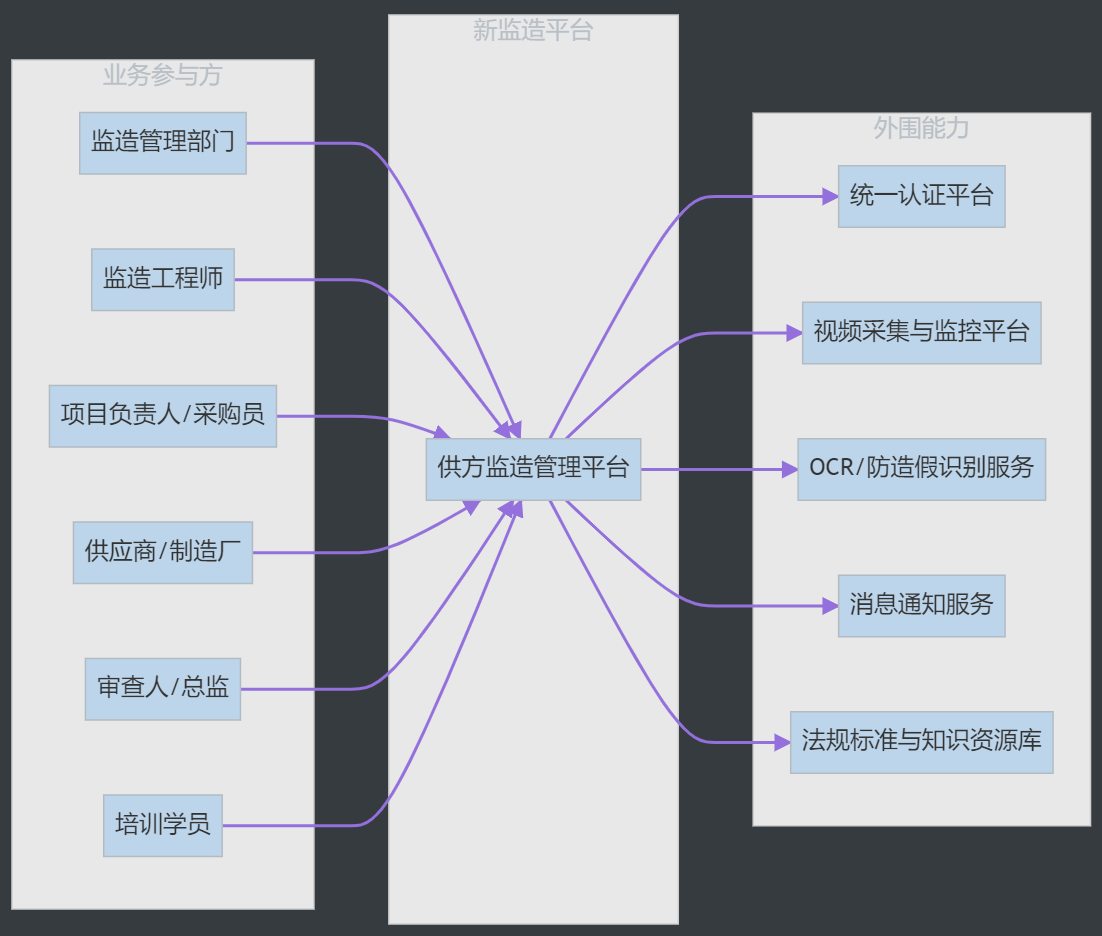 业务参与方
监造管理部门
监造工程师
项目负责人/采购员
供应商/制造厂
审查人/总监
培训学员
新监造平台
供方监造管理平台
外围能力
统一认证平台
视频采集与监控平台
OCR/防造假识别服务
消息通知服务
法规标准与知识资源库